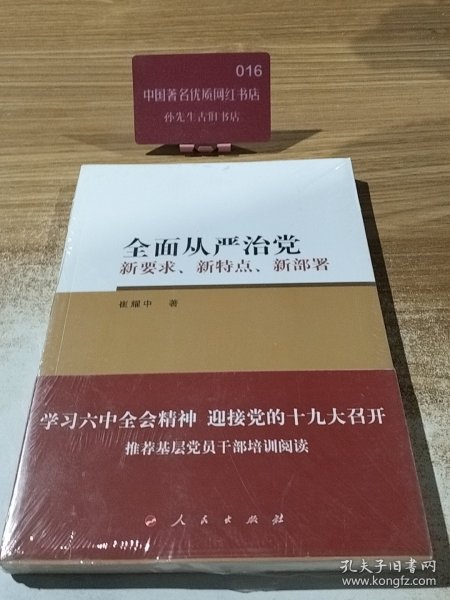 016
中国著名优质网红书店
孙先生古旧书店
全面从严治党
新要求、新特点、新部署
崔耀中 著
学习六中全会精神 迎接党的十九大召开
推荐基层党员干部培训阅读
人民出版社
孔夫子旧书网
www.kongfz.com